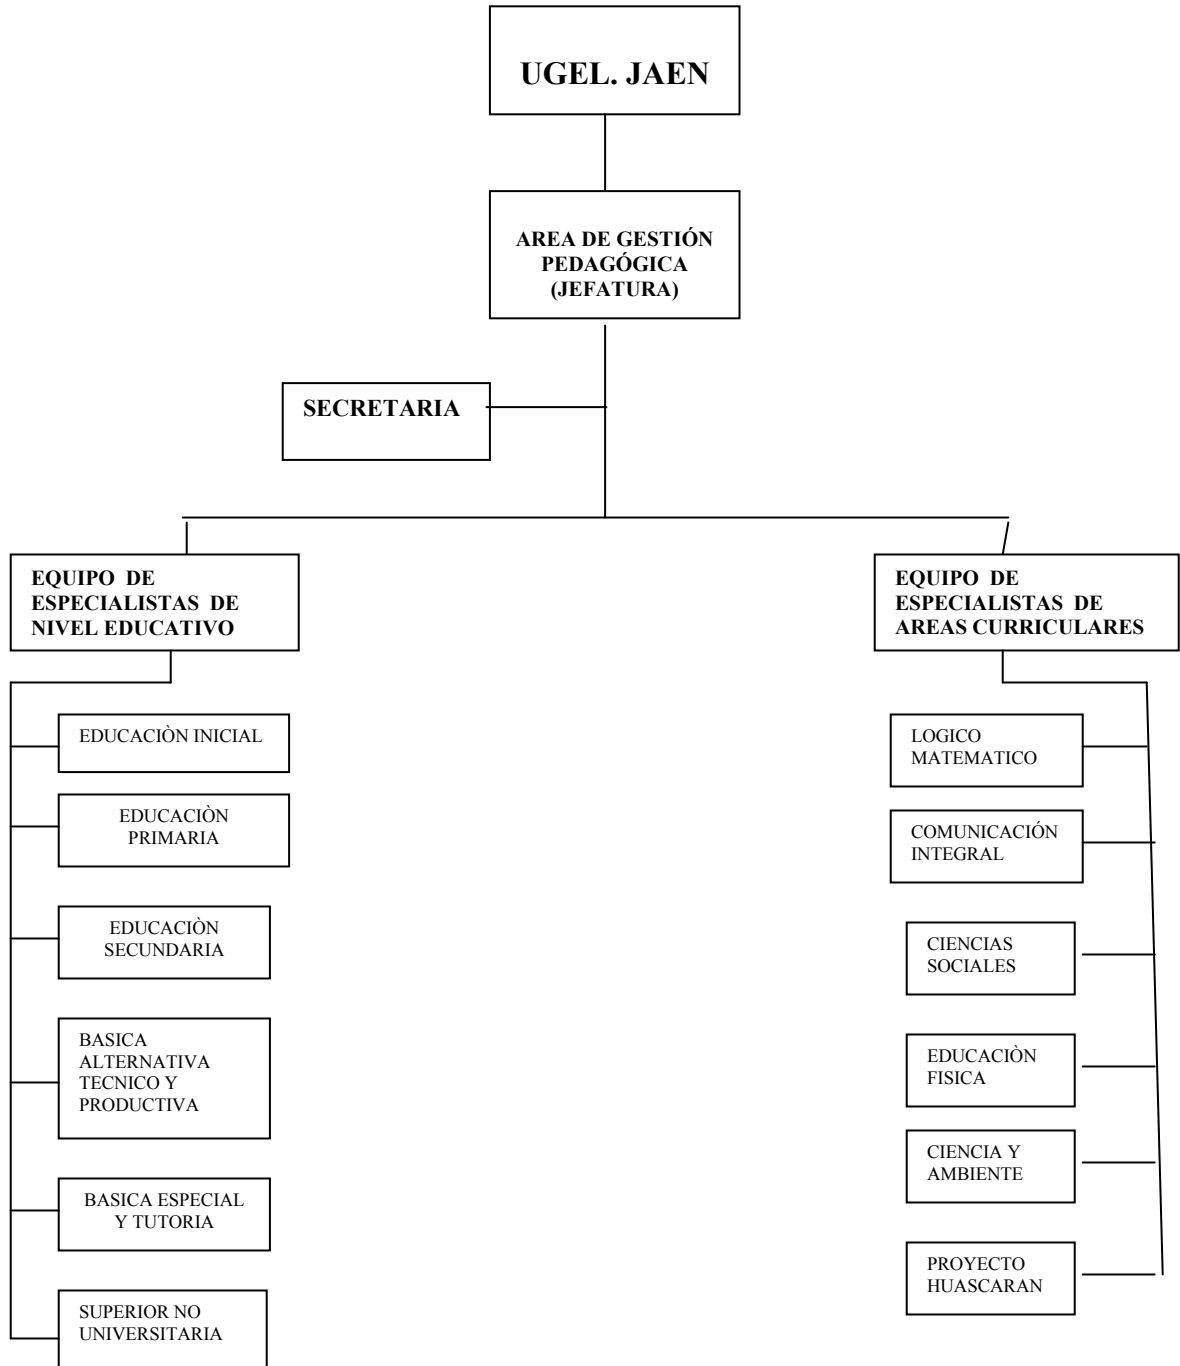 UGEL. JAEN
AREA DE GESTIÓN
PEDAGÓGICA
(JEFATURA)
SECRETARIA
EQUIPO DE
ESPECIALISTAS DE
NIVEL EDUCATIVO
EDUCACIÒN INICIAL
EDUCACIÒN
PRIMARIA
EDUCACIÒN
SECUNDARIA
BASICA
ALTERNATIVA
TECNICO Y
PRODUCTIVA
BASICA ESPECIAL
Y TUTORIA
SUPERIOR NO
UNIVERSITARIA
EQUIPO DE
ESPECIALISTAS DE
AREAS CURRICULARES
LOGICO
MATEMATICO
COMUNICACIÓN
INTEGRAL
CIENCIAS
SOCIALES
EDUCACIÒN
FISICA
CIENCIA Y
AMBIENTE
PROYECTO
HUASCARAN